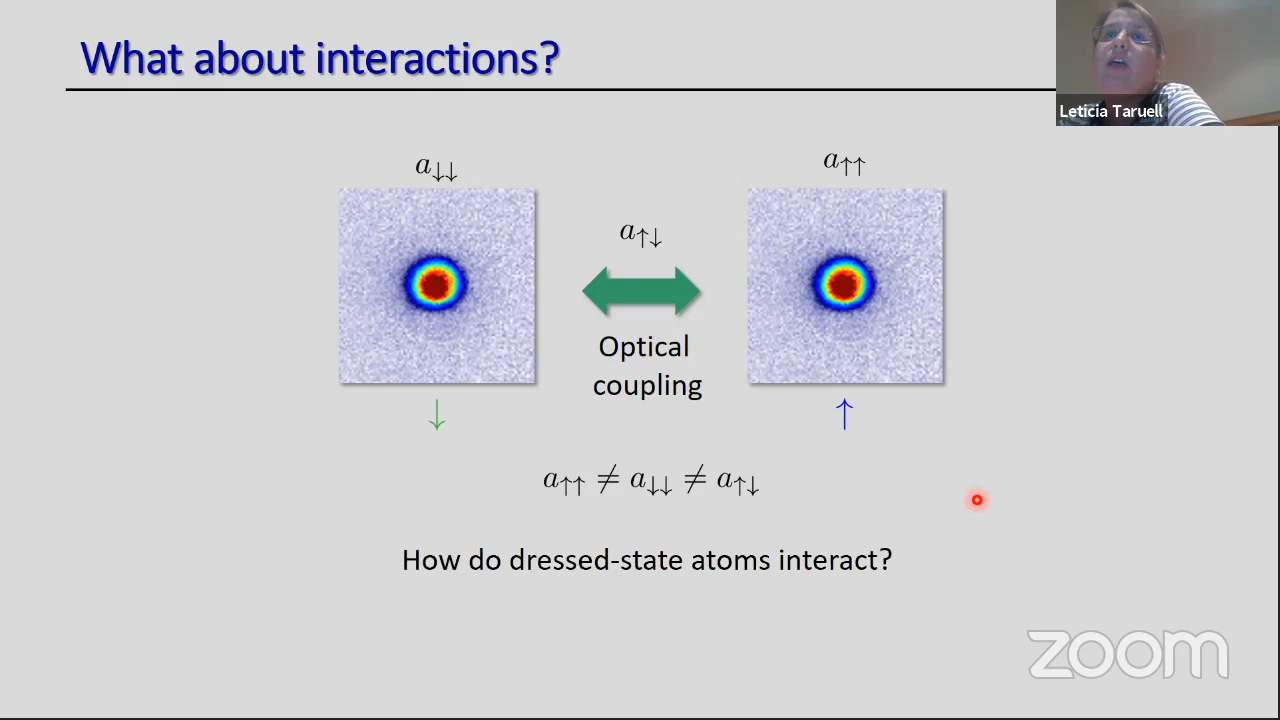 What about interactions?
Leticia Taruell
a↓↓
a↑↑
a↑↓
Optical
coupling
↓
↑
a↑↑ ≠ a↓↓ ≠ a↑↓
How do dressed-state atoms interact?
zoom